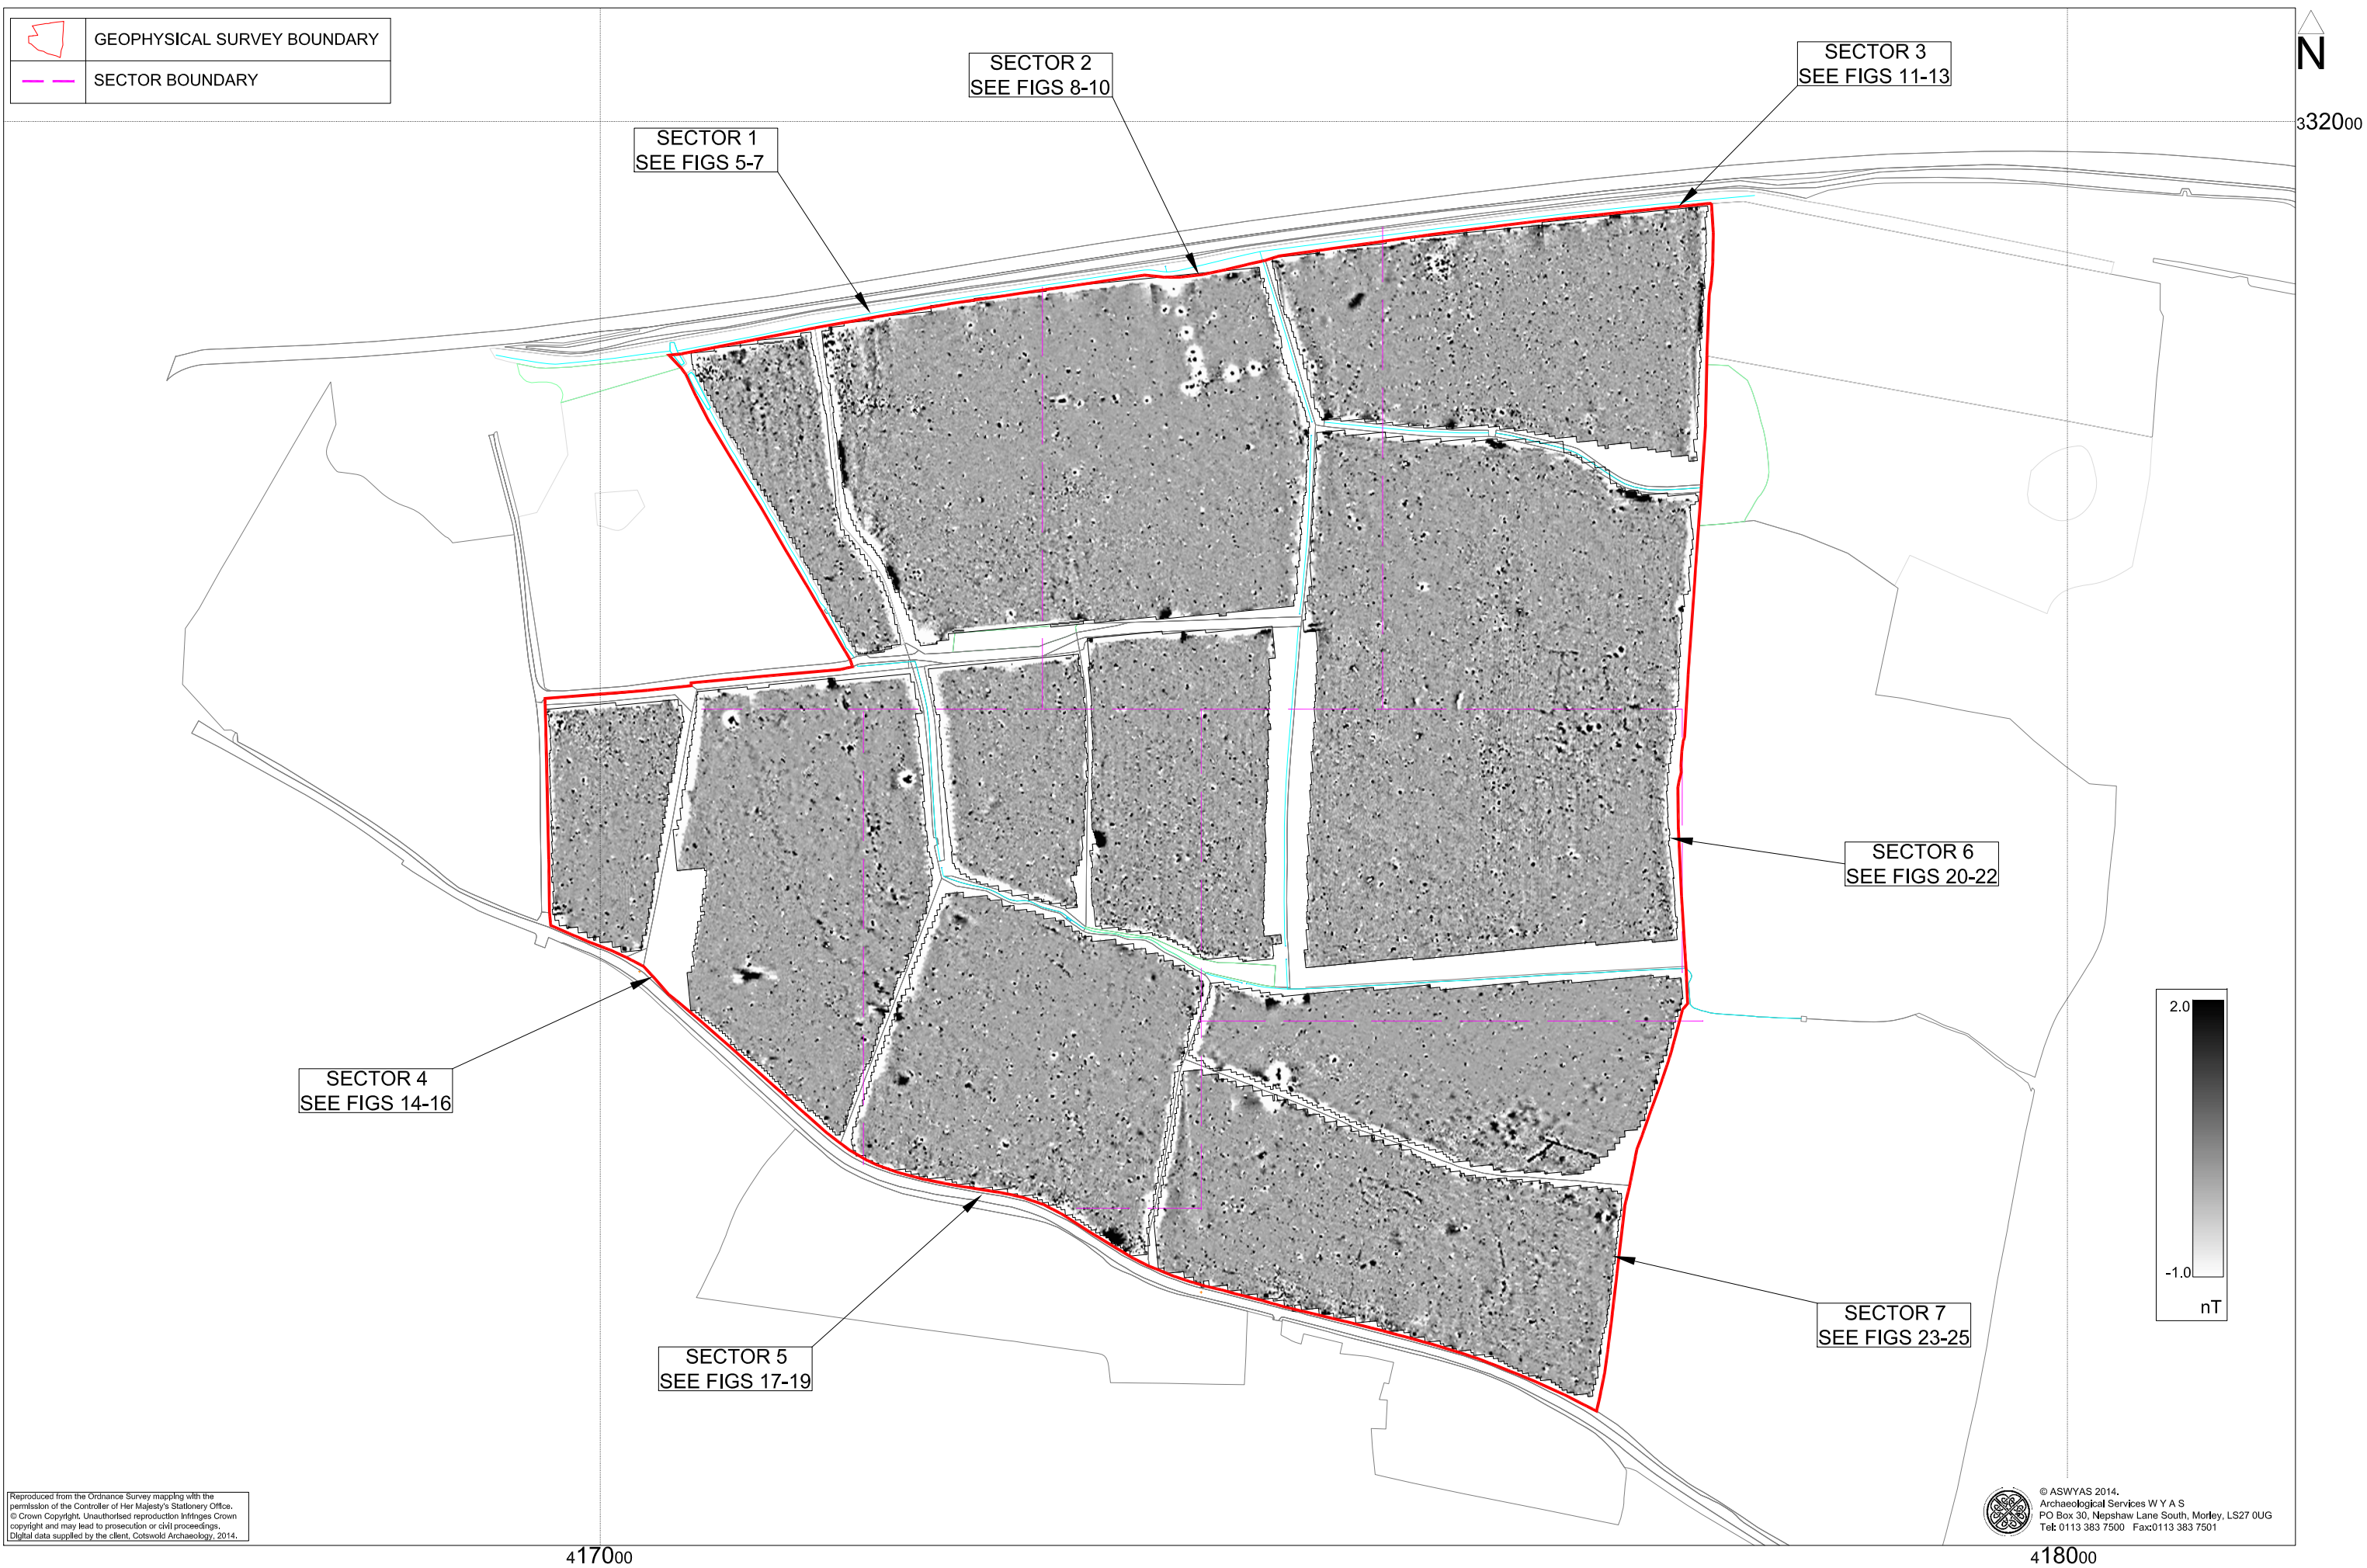 GEOPHYSICAL SURVEY BOUNDARY
SECTOR BOUNDARY
SECTOR 1
SEE FIGS 5-7
SECTOR 2
SEE FIGS 8-10
SECTOR 3
SEE FIGS 11-13
N
332000
SECTOR 6
SEE FIGS 20-22
SECTOR 4
SEE FIGS 14-16
SECTOR 5
SEE FIGS 17-19
SECTOR 7
SEE FIGS 23-25
2.0
-1.0
nT
Reproduced from the Ordnance Survey mapping with the
permission of the Controller of Her Majesty's Stationery Office.
© Crown Copyright. Unauthorised reproduction infringes Crown
copyright and may lead to prosecution or civil proceedings.
Digital data supplied by the client, Cotswold Archaeology, 2014.
© ASWYAS 2014.
Archaeological Services W Y A S
PO Box 30, Nepshaw Lane South, Morley, LS27 0UG
Tel: 0113 383 7500 Fax:0113 383 7501
417000
418000